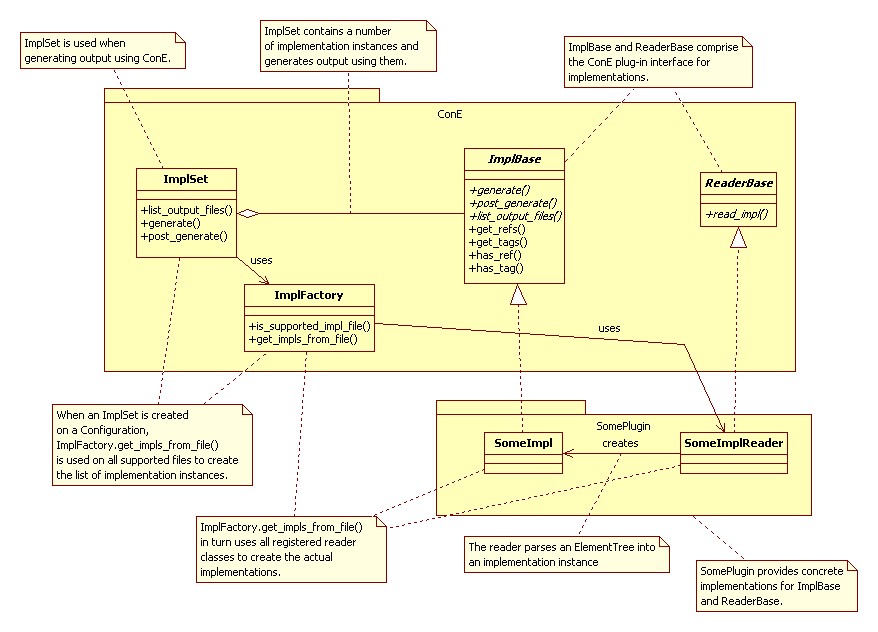 ImplSet is used when
generating output using ConE.
ImplSet contains a number
of implementation instances and
generates output using them.
ImplBase and ReaderBase comprise
the ConE plug-in interface for
implementations.
ConE
ImplSet
+list_output_files()
+generate()
+post_generate()
ImplBase
+generate()
+post_generate()
+list_output_files()
+get_refs()
+get_tags()
+has_ref()
+has_tag()
ReaderBase
+read_impl()
uses
ImplFactory
+is_supported_impl_file()
+get_impls_from_file()
uses
When an ImplSet is created
on a Configuration,
ImplFactory.get_impls_from_file()
is used on all supported files to create
the list of implementation instances.
SomePlugin
SomeImpl
creates
SomeImplReader
ImplFactory.get_impls_from_file()
in turn uses all registered reader
classes to create the actual
implementations.
The reader parses an ElementTree into
an implementation instance
SomePlugin provides concrete
implementations for ImplBase
and ReaderBase.